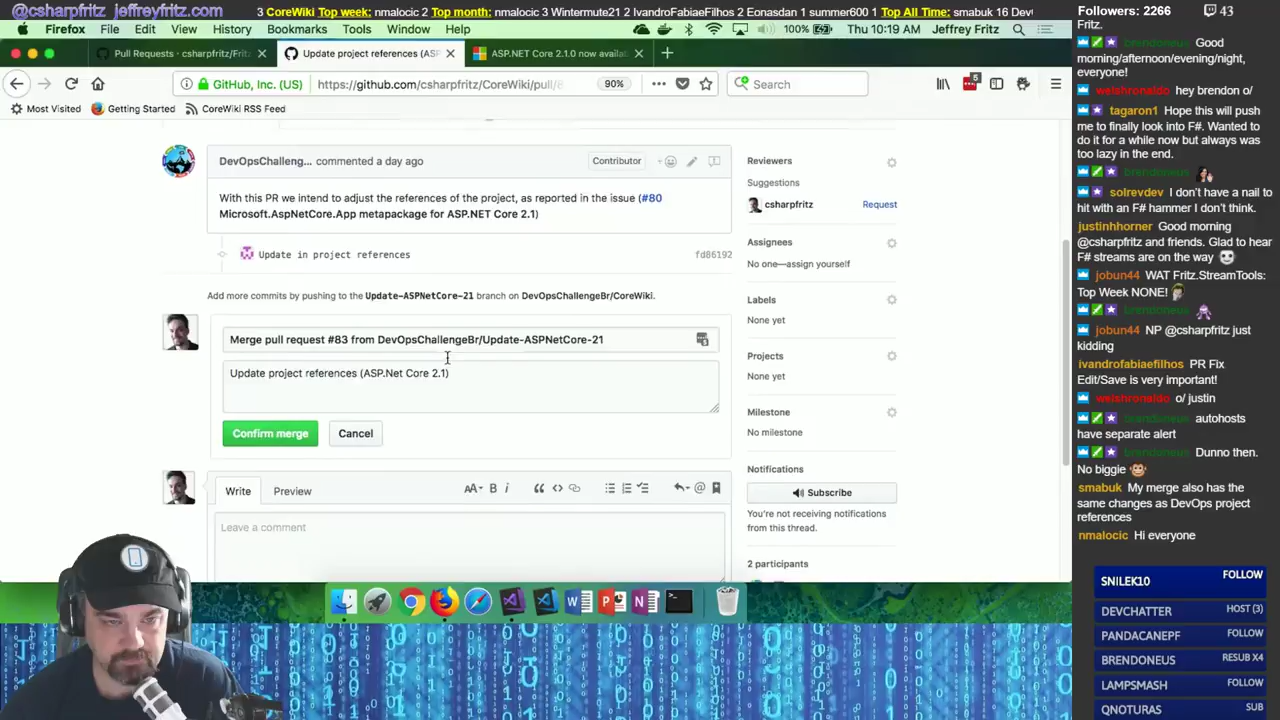 @csharpfritz
jeffreyfritz.com
3 CoreWiki Top week: nmalocic 2 Top month: nmalocic 3 Wintermute21 2 IvandroFabiaeFilhos 2 Eonasdan 1 summers600 1 Top All Time: smabuk 16 Dev
Followers: 2266
43
Firefox File Edit View History Bookmarks Tools Window Help
100% Thu 10:19 AM Jeffrey Fritz
Pull Requests · csharpfritz/Frit
Update project references (ASP
ASP.NET Core 2.1.0 now availa
GitHub, Inc. (US)
https://github.com/csharpfritz/CoreWiki/pull/8
90%
Search
5
Most Visited
Getting Started
CoreWiki RSS Feed
DevOpsChalleng... commented a day ago
Contributor
With this PR we intend to adjust the references of the project, as reported in the issue (#80
Microsoft.AspNetCore.App metapackage for ASP.NET Core 2.1)
Update in project references
fd86192
Add more commits by pushing to the Update-ASPNetCore-21 branch on DevOpsChallengeBr/CoreWiki.
Merge pull request #83 from DevOpsChallengeBr/Update-ASPNetCore-21
Update project references (ASP.Net Core 2.1)
Confirm merge
Cancel
Write
Preview
AA B i
Leave a comment
Reviewers
Suggestions
csharpfritz
Request
Assignees
No one—assign yourself
Labels
None yet
Projects
None yet
Milestone
No milestone
Notifications
Subscribe
You're not receiving notifications
from this thread.
2 participants
Fritz.
brendoneus Good
morning/afternoon/evening/night,
everyone!
welshronaldo hey brendon o/
tagaron1 Hope this will push
me to finally look into F#. Wanted to
do it for a while now but always was
too lazy in the end.
brendoneus
solrevdev I don't have a nail to
hit with an F# hammer I don't think.
justinhhorner Good morning
@csharpfritz and friends. Glad to hear
F# streams are on the way
jobun44 WAT Fritz.StreamTools:
Top Week NONE!
brendoneus
jobun44 NP @csharpfritz just
kidding
ivandrofabiaefilhos PR Fix
Edit/Save is very important!
welshronaldo o/ justin
brendoneus autohosts
have separate alert
brendoneus Dunno then.
No biggie
smabuk My merge also has the
same changes as DevOps project
references
nmalocic Hi everyone
SNILEK10 FOLLOW
DEVCHATTER HOST (3)
PANDACANEPF FOLLOW
BRENDONEUS RESUB X4
LAMPSMASH FOLLOW
QNOTURAS SUB